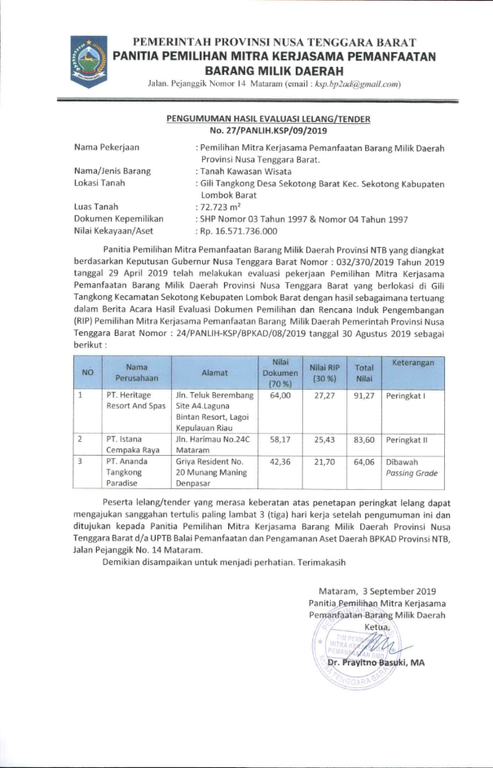 PEMERINTAH PROVINSI NUSA TENGGARA BARAT
PANITIA PEMILIHAN MITRA KERJASAMA PEMANFAATAN
BARANG MILIK DAERAH
Jalan. Pejanggik Nomor 14 Mataram (email : ksp.bp2ad@gmail.com)
PENGUMUMAN HASIL EVALUASI LELANG/TENDER
No. 27/PANLIH.KSP/09/2019
Nama Pekerjaan : Pemilihan Mitra Kerjasama Pemanfaatan Barang Milik Daerah
Provinsi Nusa Tenggara Barat.
Nama/Jenis Barang : Tanah Kawasan Wisata
Lokasi Tanah : Gili Tangkong Desa Sekotong Barat Kec. Sekotong Kabupaten
Lombok Barat
Luas Tanah : 72.723 m²
Dokumen Kepemilikan : SHP Nomor 03 Tahun 1997 & Nomor 04 Tahun 1997
Nilai Kekayaan/Aset : Rp. 16.571.736.000
Panitia Pemilihan Mitra Pemanfaatan Barang Milik Daerah Provinsi NTB yang diangkat
berdasarkan Keputusan Gubernur Nusa Tenggara Barat Nomor : 032/370/2019 Tahun 2019
tanggal 29 April 2019 telah melakukan evaluasi pekerjaan Pemilihan Mitra Kerjasama
Pemanfaatan Barang Milik Daerah Provinsi Nusa Tenggara Barat yang berlokasi di Gili
Tangkong Kecamatan Sekotong Kebupaten Lombok Barat dengan hasil sebagaimana tertuang
dalam Berita Acara Hasil Evaluasi Dokumen Pemilihan dan Rencana Induk Pengembangan
(RIP) Pemilihan Mitra Kerjasama Pemanfaatan Barang Milik Daerah Pemerintah Provinsi Nusa
Tenggara Barat Nomor : 24/PANLIH-KSP/BPKAD/08/2019 tanggal 30 Agustus 2019 sebagai
berikut :
NO Nama Perusahaan Alamat Nilai Dokumen (70 %) Nilai RIP (30 %) Total Nilai Keterangan
1 PT. Heritage Jln. Teluk Berembang 64,00 27,27 91,27 Peringkat I
Resort And Spas Site A4.Laguna
Bintan Resort, Lagoi
Kepulauan Riau
2 PT. Istana Jln. Harimau No.24C 58,17 25,43 83,60 Peringkat II
Cempaka Raya Mataram
3 PT. Ananda Griya Resident No. 42,36 21,70 64,06 Dibawah
Tangkong 20 Munang Maning Passing Grade
Paradise Denpasar
Peserta lelang/tender yang merasa keberatan atas penetapan peringkat lelang dapat
mengajukan sanggahan tertulis paling lambat 3 (tiga) hari kerja setelah pengumuman ini dan
ditujukan kepada Panitia Pemilihan Mitra Kerjasama Barang Milik Daerah Provinsi Nusa
Tenggara Barat d/a UPTB Balai Pemanfaatan dan Pengamanan Aset Daerah BPKAD Provinsi NTB,
Jalan Pejanggik No. 14 Mataram.
Demikian disampaikan untuk menjadi perhatian. Terimakasih
Mataram, 3 September 2019
Panitia Pemilihan Mitra Kerjasama
Pemanfaatan Barang Milik Daerah
Ketua,
Dr. Prayitno Basuki, MA